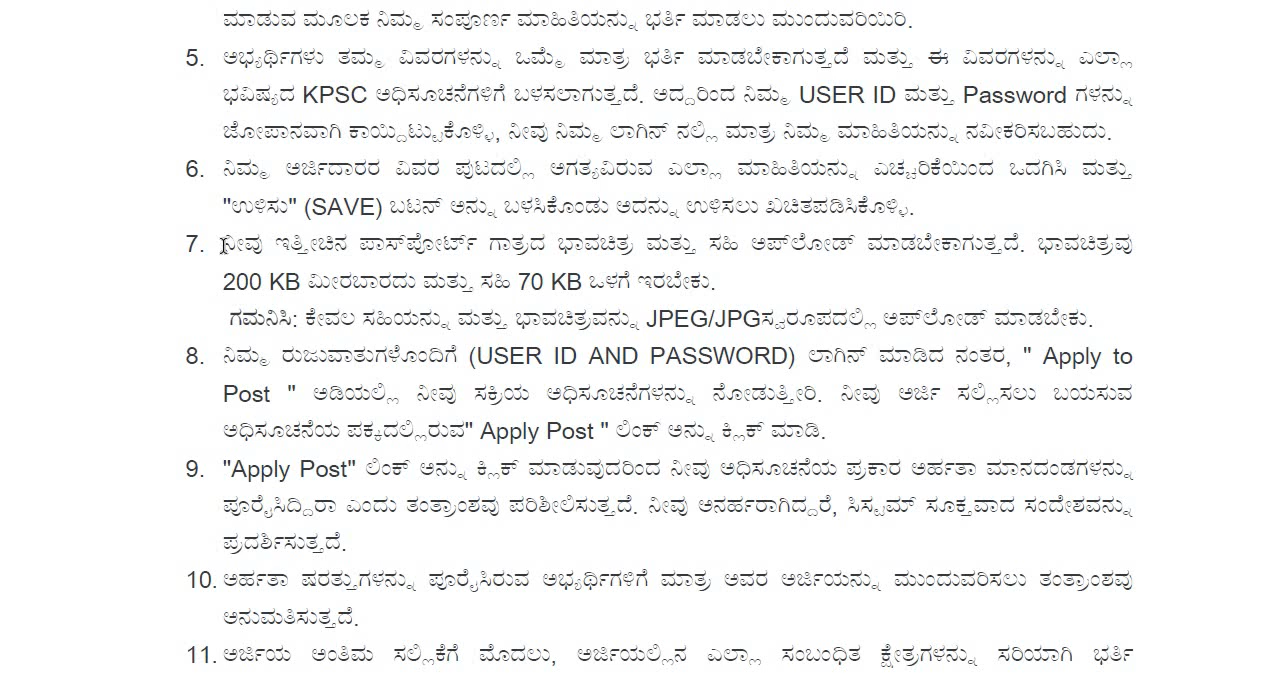 ಮಾಡುವ ಮೂಲಕ ನಿಮ್ಮ ಸಂಪೂರ್ಣ ಮಾಹಿತಿಯನ್ನು ಭರ್ತಿ ಮಾಡಲು ಮುಂದುವರಿಯಿರಿ.
5. ಅಭ್ಯರ್ಥಿಗಳು ತಮ್ಮ ವಿವರಗಳನ್ನು ಒಮ್ಮೆ ಮಾತ್ರ ಭರ್ತಿ ಮಾಡಬೇಕಾಗುತ್ತದೆ ಮತ್ತು ಈ ವಿವರಗಳನ್ನು ಎಲ್ಲಾ
ಭವಿಷ್ಯದ KPSC ಅಧಿಸೂಚನೆಗಳಿಗೆ ಬಳಸಲಾಗುತ್ತದೆ. ಅದ್ದರಿಂದ ನಿಮ್ಮ USER ID ಮತ್ತು Password ಗಳನ್ನು
ಜೋಪಾನವಾಗಿ ಕಾಯ್ದಿಟ್ಟುಕೊಳ್ಳಿ, ನೀವು ನಿಮ್ಮ ಲಾಗಿನ್ ನಲ್ಲಿ ಮಾತ್ರ ನಿಮ್ಮ ಮಾಹಿತಿಯನ್ನು ನವೀಕರಿಸಬಹುದು.
6. ನಿಮ್ಮ ಅರ್ಜಿದಾರರ ವಿವರ ಪುಟದಲ್ಲಿ ಅಗತ್ಯವಿರುವ ಎಲ್ಲಾ ಮಾಹಿತಿಯನ್ನು ಎಚ್ಚರಿಕೆಯಿಂದ ಒದಗಿಸಿ ಮತ್ತು
"ಉಳಿಸು" (SAVE) ಬಟನ್ ಅನ್ನು ಬಳಸಿಕೊಂಡು ಅದನ್ನು ಉಳಿಸಲು ಖಚಿತಪಡಿಸಿಕೊಳ್ಳಿ.
7. ನೀವು ಇತ್ತೀಚಿನ ಪಾಸ್‌ಪೋರ್ಟ್ ಗಾತ್ರದ ಭಾವಚಿತ್ರ ಮತ್ತು ಸಹಿ ಅಪ್‌ಲೋಡ್ ಮಾಡಬೇಕಾಗುತ್ತದೆ. ಭಾವಚಿತ್ರವು
200 KB ಮೀರಬಾರದು ಮತ್ತು ಸಹಿ 70 KB ಒಳಗೆ ಇರಬೇಕು.
ಗಮನಿಸಿ: ಕೇವಲ ಸಹಿಯನ್ನು ಮತ್ತು ಭಾವಚಿತ್ರವನ್ನು JPEG/JPGಸ್ವರೂಪದಲ್ಲಿ ಅಪ್‌ಲೋಡ್ ಮಾಡಬೇಕು.
8. ನಿಮ್ಮ ರುಜುವಾತುಗಳೊಂದಿಗೆ (USER ID AND PASSWORD) ಲಾಗಿನ್ ಮಾಡಿದ ನಂತರ, " Apply to
Post " ಅಡಿಯಲ್ಲಿ ನೀವು ಸಕ್ರಿಯ ಅಧಿಸೂಚನೆಗಳನ್ನು ನೋಡುತ್ತೀರಿ. ನೀವು ಅರ್ಜಿ ಸಲ್ಲಿಸಲು ಬಯಸುವ
ಅಧಿಸೂಚನೆಯ ಪಕ್ಕದಲ್ಲಿರುವ" Apply Post " ಲಿಂಕ್ ಅನ್ನು ಕ್ಲಿಕ್ ಮಾಡಿ.
9. "Apply Post" ಲಿಂಕ್ ಅನ್ನು ಕ್ಲಿಕ್ ಮಾಡುವುದರಿಂದ ನೀವು ಅಧಿಸೂಚನೆಯ ಪ್ರಕಾರ ಅರ್ಹತಾ ಮಾನದಂಡಗಳನ್ನು
ಪೂರೈಸಿದ್ದಿರಾ ಎಂದು ತಂತ್ರಾಂಶವು ಪರಿಶೀಲಿಸುತ್ತದೆ. ನೀವು ಅನರ್ಹರಾಗಿದ್ದರೆ, ಸಿಸ್ಟಮ್ ಸೂಕ್ತವಾದ ಸಂದೇಶವನ್ನು
ಪ್ರದರ್ಶಿಸುತ್ತದೆ.
10. ಅರ್ಹತಾ ಷರತ್ತುಗಳನ್ನು ಪೂರೈಸಿರುವ ಅಭ್ಯರ್ಥಿಗಳಿಗೆ ಮಾತ್ರ ಅವರ ಅರ್ಜಿಯನ್ನು ಮುಂದುವರಿಸಲು ತಂತ್ರಾಂಶವು
ಅನುಮತಿಸುತ್ತದೆ.
11. ಅರ್ಜಿಯ ಅಂತಿಮ ಸಲ್ಲಿಕೆಗೆ ಮೊದಲು, ಅರ್ಜಿಯಲ್ಲಿನ ಎಲ್ಲಾ ಸಂಬಂಧಿತ ಕ್ಷೇತ್ರಗಳನ್ನು ಸರಿಯಾಗಿ ಭರ್ತಿ